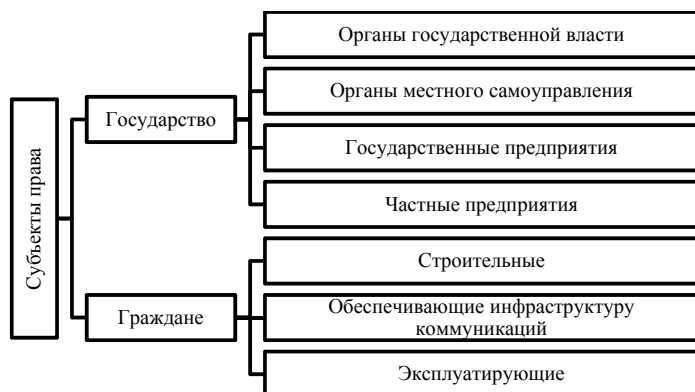 Субъекты права
Государство
Органы государственной власти
Органы местного самоуправления
Государственные предприятия
Частные предприятия
Граждане
Строительные
Обеспечивающие инфраструктуру
коммуникаций
Эксплуатирующие